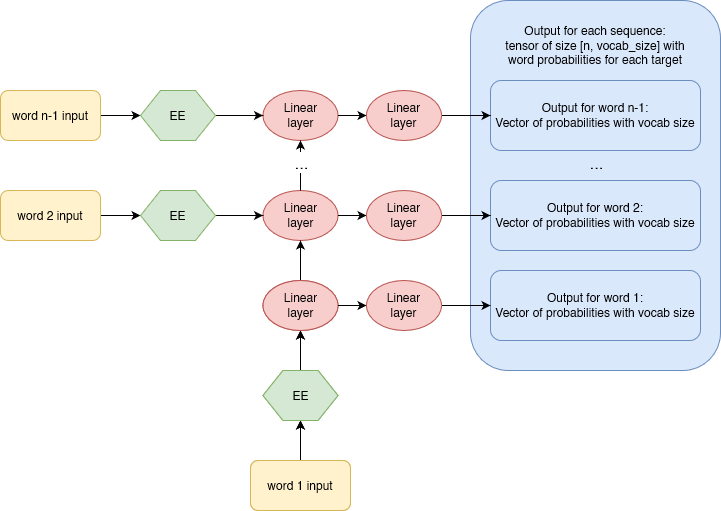 Output for each sequence:
tensor of size [n, vocab_size] with
word probabilities for each target
word n-1 input
EE
Linear
layer
Linear
layer
Output for word n-1:
Vector of probabilities with vocab size
...
...
word 2 input
EE
Linear
layer
Linear
layer
Output for word 2:
Vector of probabilities with vocab size
Linear
layer
Linear
layer
Output for word 1:
Vector of probabilities with vocab size
EE
word 1 input